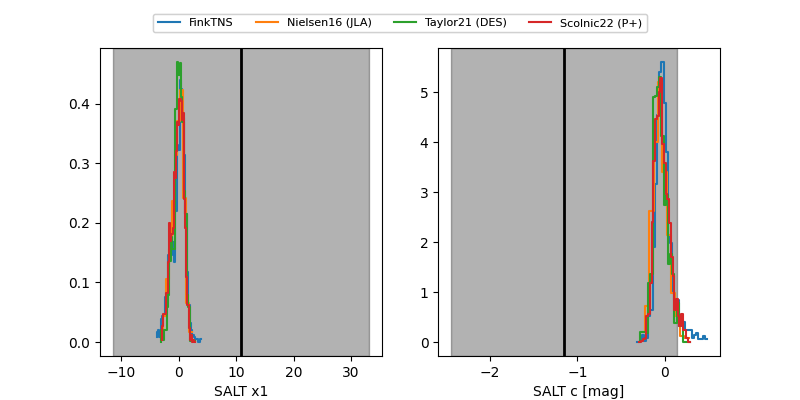 FinkTNS Nielsen16 (JLA) Taylor21 (DES) Scolnic22 (P+)
0.4
0.3
0.2
0.1
0.0
−10 0 10 20 30
SALT x1
5
4
3
2
1
0
−2 −1 0
SALT c [mag]